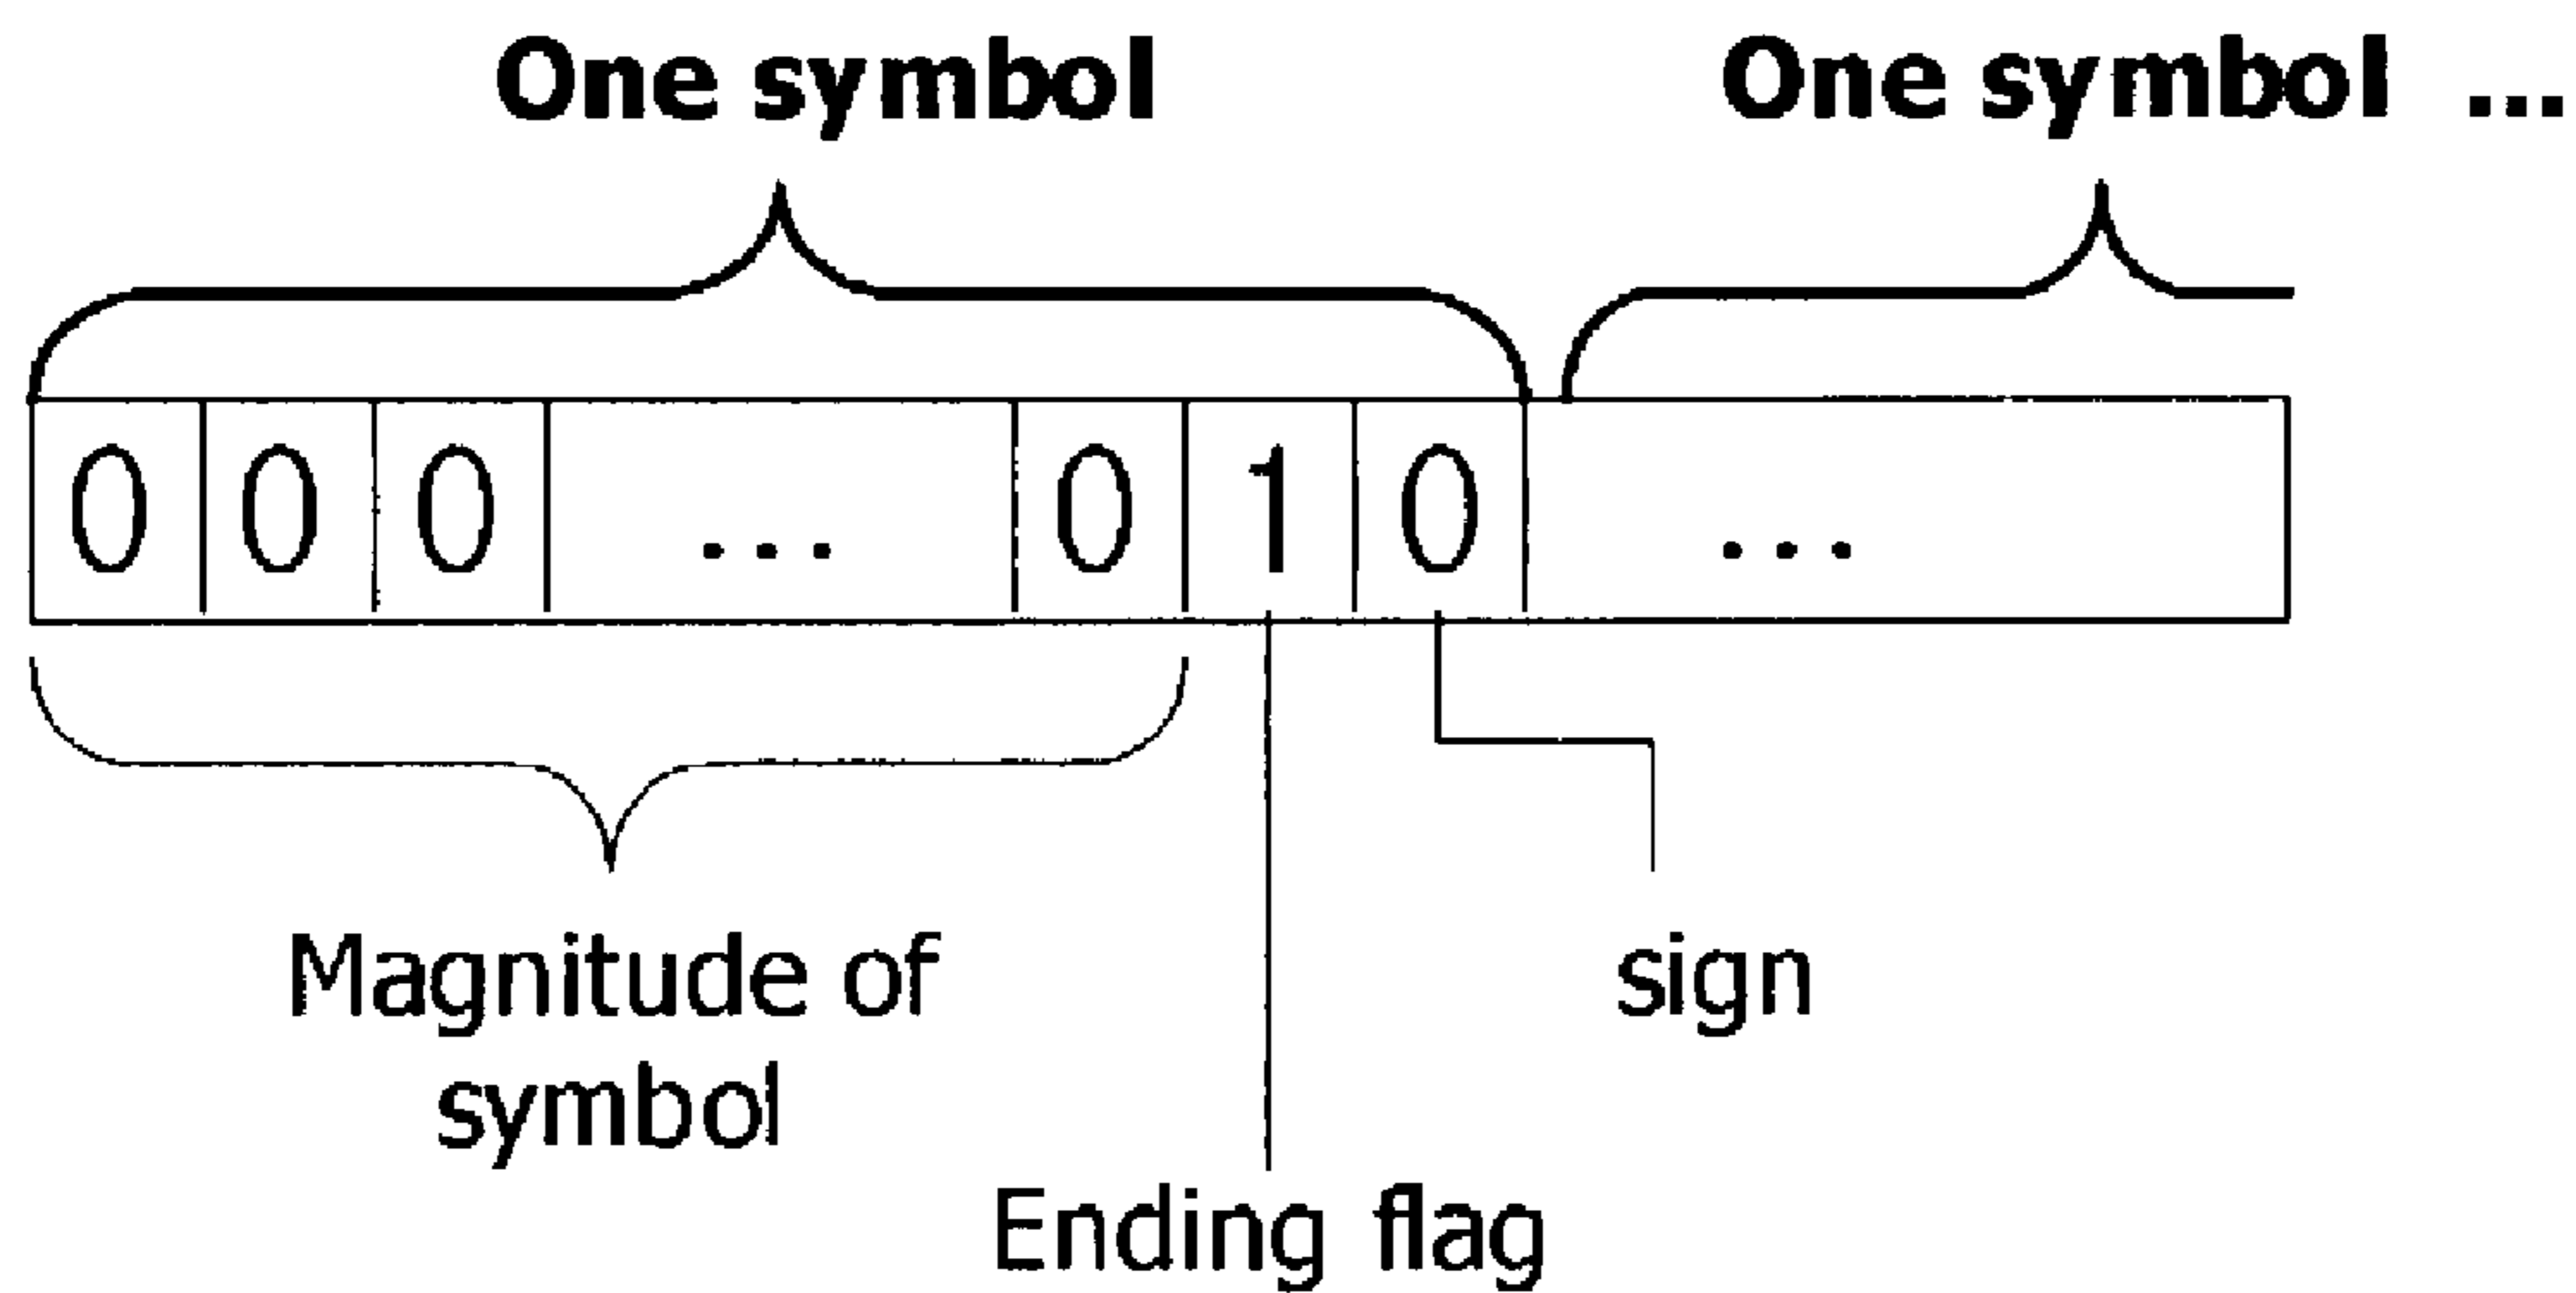 One symbol One symbol ...
0 0 0 ... 0 1 0 ...
Magnitude of
symbol
sign
Ending flag